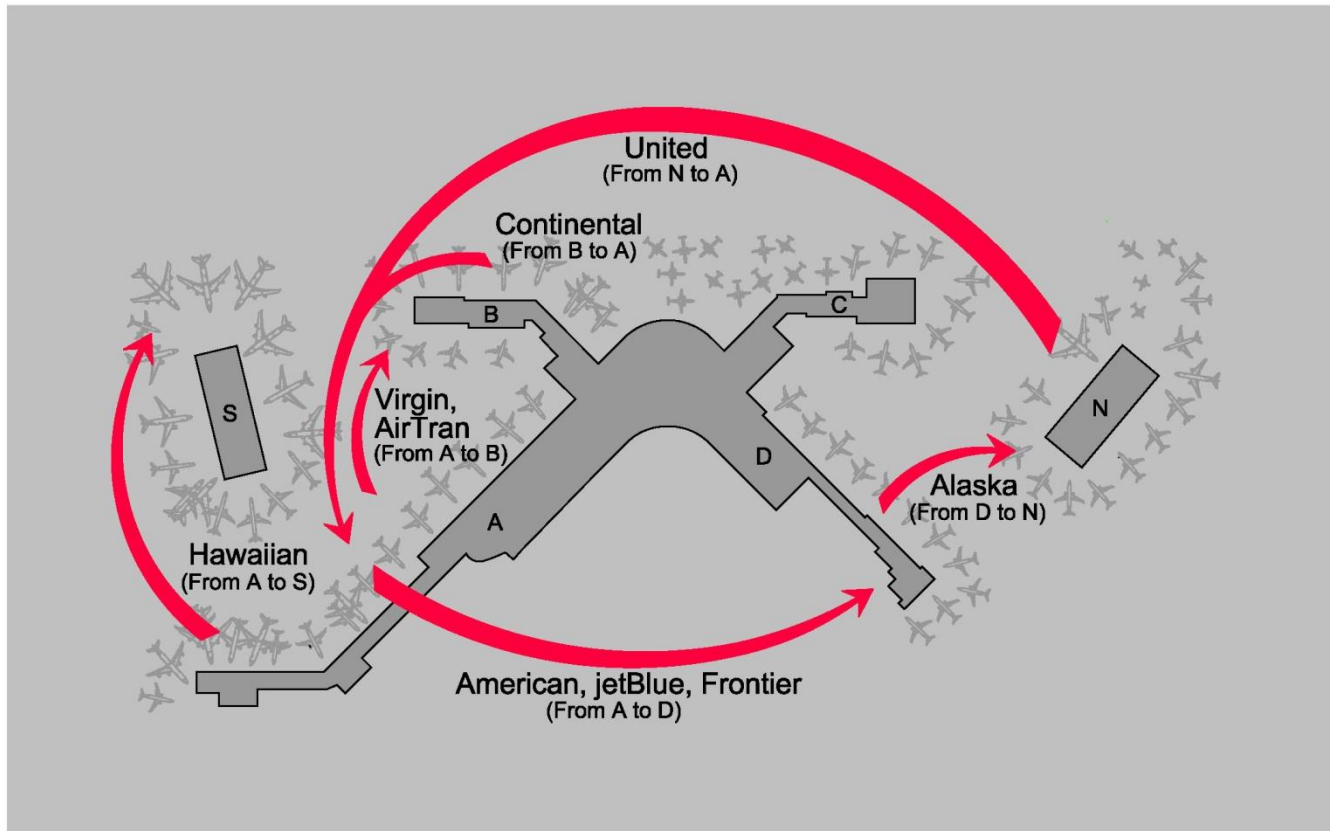 United
(From N to A)
Continental
(From B to A)
B
C
Virgin,
AirTran
(From A to B)
S
N
D
Alaska
(From D to N)
A
Hawaiian
(From A to S)
American, jetBlue, Frontier
(From A to D)